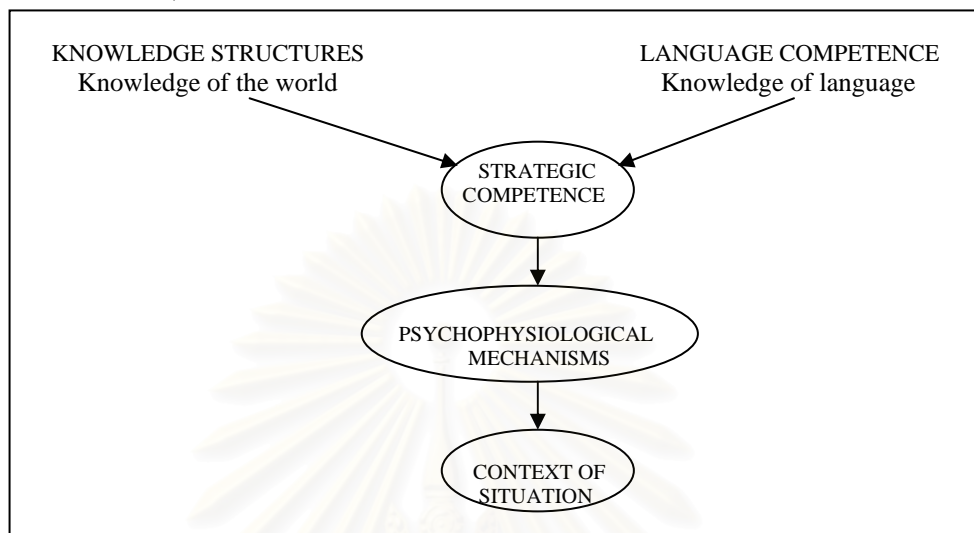 KNOWLEDGE STRUCTURES
Knowledge of the world
LANGUAGE COMPETENCE
Knowledge of language
STRATEGIC
COMPETENCE
PSYCHOPHYSIOLOGICAL
MECHANISMS
CONTEXT OF
SITUATION